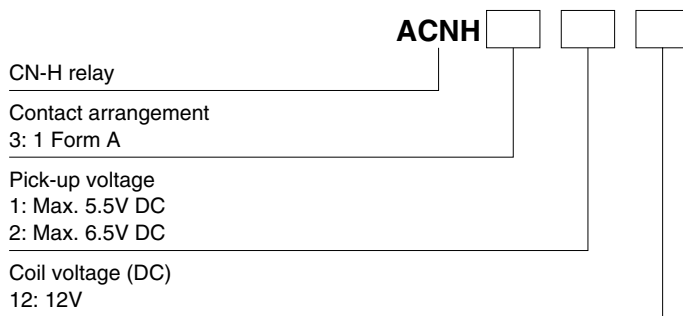 ACNH
CN-H relay
Contact arrangement
3: 1 Form A
Pick-up voltage
1: Max. 5.5V DC
2: Max. 6.5V DC
Coil voltage (DC)
12: 12V